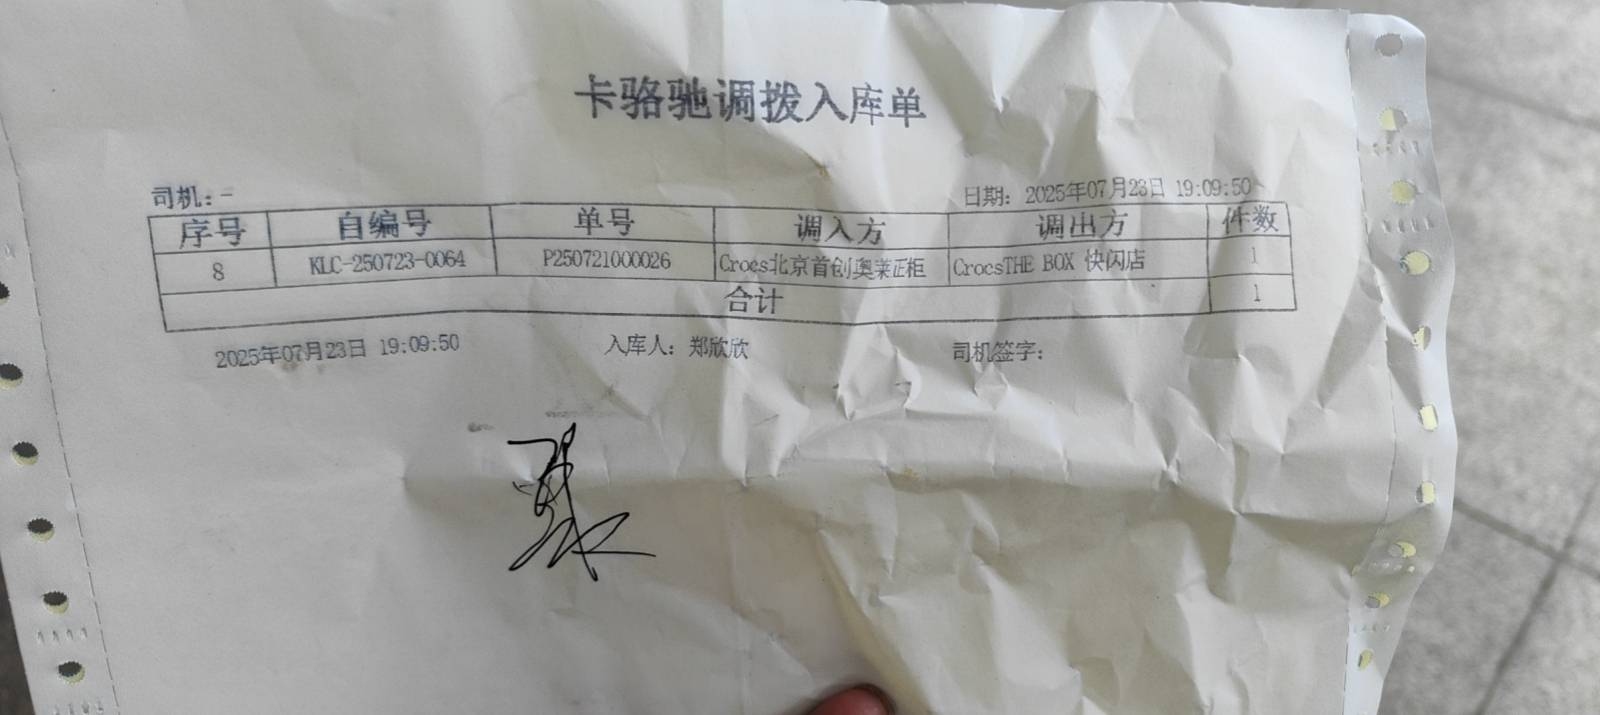 卡骆驰调拨入库单
司机：- 日期：2025年07月23日 19:09:50
序号 自编号 单号 调入方 调出方 件数
8 KLC-250723-0064 P250721000026 Crocs北京首创奥莱正柜 CrocsTHE BOX 快闪店 1
合计 1
2025年07月23日 19:09:50 入库人：郑欣欣 司机签字：